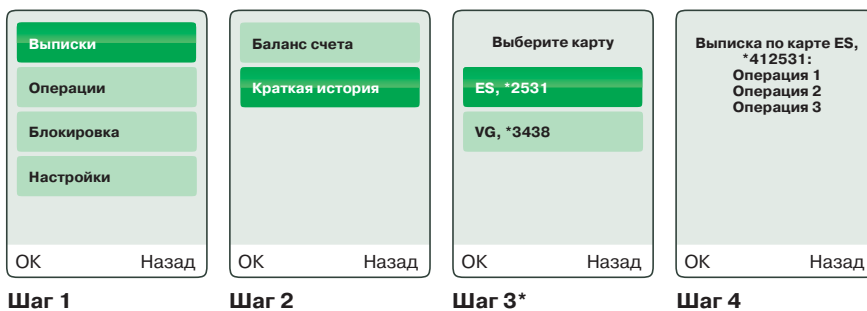 Выписки
Операции
Блокировка
Настройки
OK Назад
Шаг 1
Баланс счета
Краткая история
OK Назад
Шаг 2
Выберите карту
ES, *2531
VG, *3438
OK Назад
Шаг 3*
Выписка по карте ES,
*412531:
Операция 1
Операция 2
Операция 3
OK Назад
Шаг 4